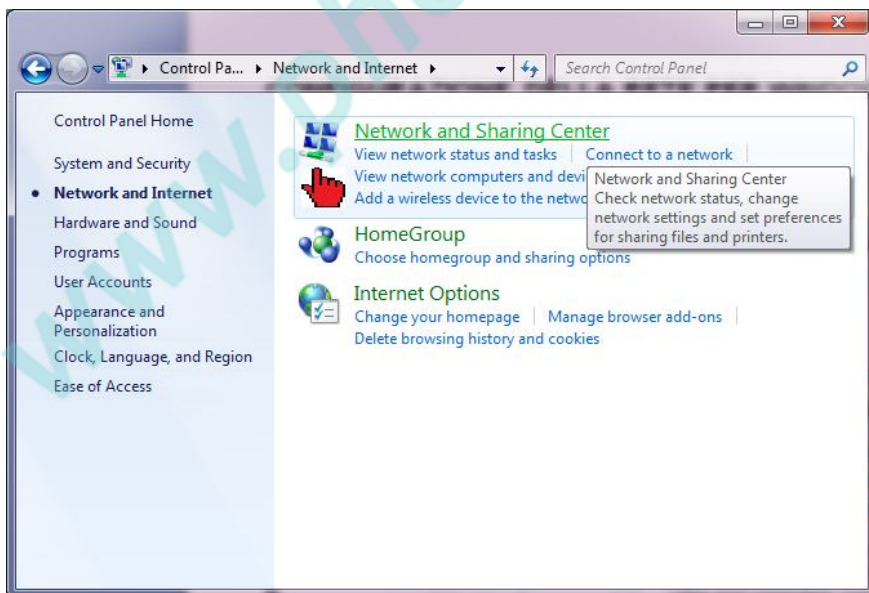 Control Pa... Network and Internet
Search Control Panel
Control Panel Home
System and Security
Network and Internet
Hardware and Sound
Programs
User Accounts
Appearance and
Personalization
Clock, Language, and Region
Ease of Access
Network and Sharing Center
View network status and tasks Connect to a network
View network computers and devi
Add a wireless device to the netwo
Network and Sharing Center
Check network status, change
network settings and set preferences
for sharing files and printers.
HomeGroup
Choose homegroup and sharing options
Internet Options
Change your homepage Manage browser add-ons
Delete browsing history and cookies